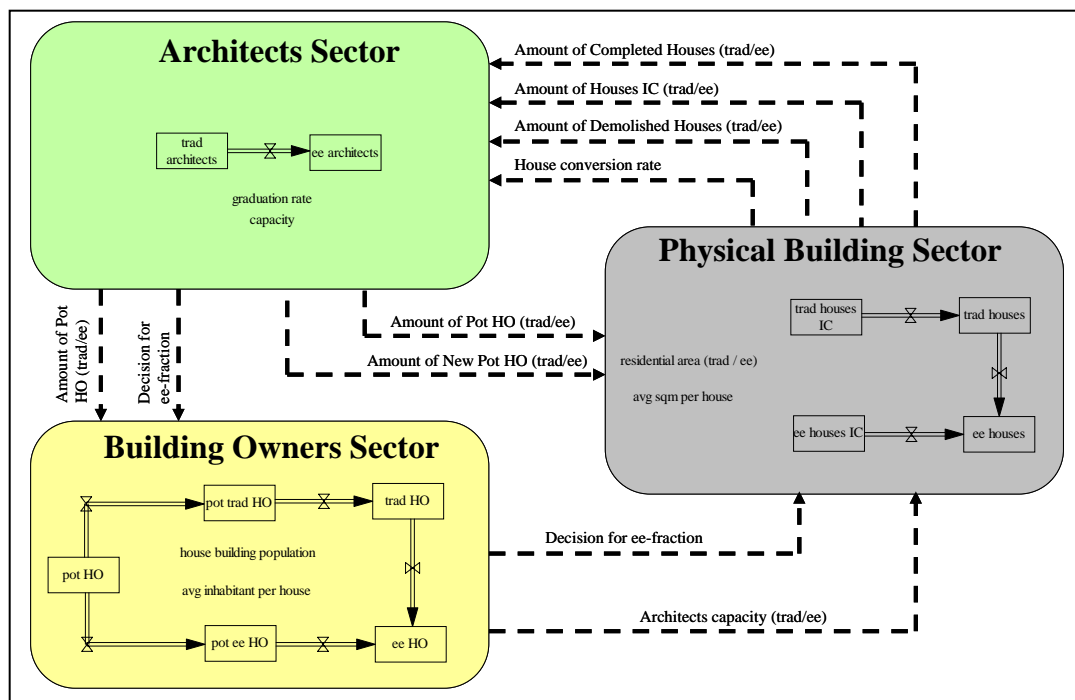 Architects Sector
trad
architects
ee architects
graduation rate
capacity
Amount of Completed Houses (trad/ee)
Amount of Houses IC (trad/ee)
Amount of Demolished Houses (trad/ee)
House conversion rate
Physical Building Sector
trad houses
IC
trad houses
residential area (trad / ee)
avg sqm per house
ee houses IC
ee houses
Amount of Pot
HO (trad/ee)
Decision for
ee-fraction
Amount of Pot HO (trad/ee)
Amount of New Pot HO (trad/ee)
Building Owners Sector
pot trad HO
trad HO
house building population
pot HO
avg inhabitant per house
pot ee HO
ee HO
Decision for ee-fraction
Architects capacity (trad/ee)